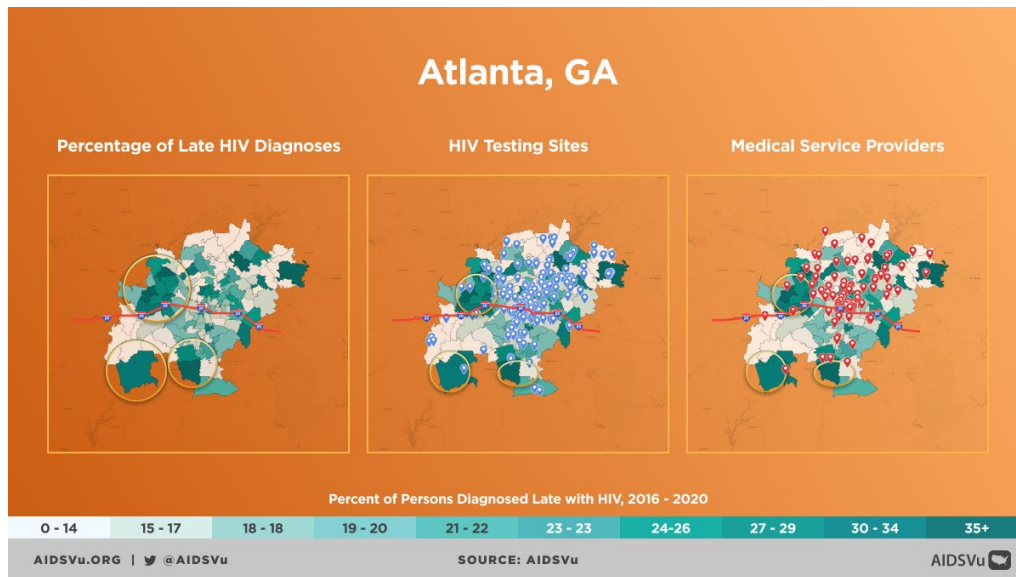 Atlanta, GA
Percentage of Late HIV Diagnoses
HIV Testing Sites
Medical Service Providers
Percent of Persons Diagnosed Late with HIV, 2016 - 2020
0 - 14 15 - 17 18 - 18 19 - 20 21 - 22 23 - 23 24-26 27 - 29 30 - 34 35+
AIDSVu.ORG | @AIDSVu SOURCE: AIDSVu AIDSVu